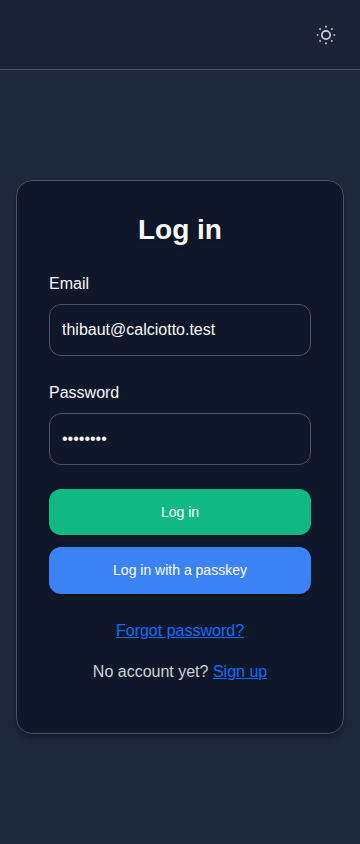 Log in
Email
thibaut@calciotto.test
Password
••••••••
Log in
Log in with a passkey
Forgot password?
No account yet? Sign up